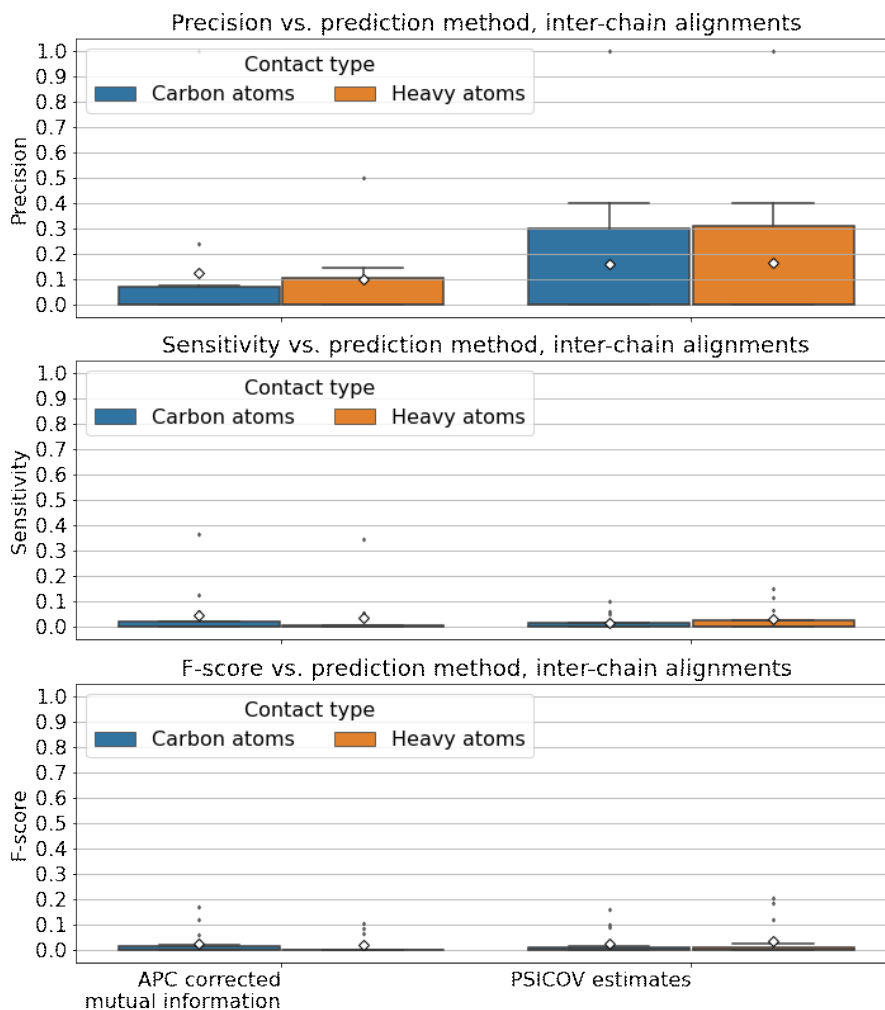 Precision vs. prediction method, inter-chain alignments
Contact type
Carbon atoms Heavy atoms
Precision
1.0
0.9
0.8
0.7
0.6
0.5
0.4
0.3
0.2
0.1
0.0
Sensitivity vs. prediction method, inter-chain alignments
Contact type
Carbon atoms Heavy atoms
Sensitivity
1.0
0.9
0.8
0.7
0.6
0.5
0.4
0.3
0.2
0.1
0.0
F-score vs. prediction method, inter-chain alignments
Contact type
Carbon atoms Heavy atoms
F-score
1.0
0.9
0.8
0.7
0.6
0.5
0.4
0.3
0.2
0.1
0.0
APC corrected
mutual information
PSICOV estimates